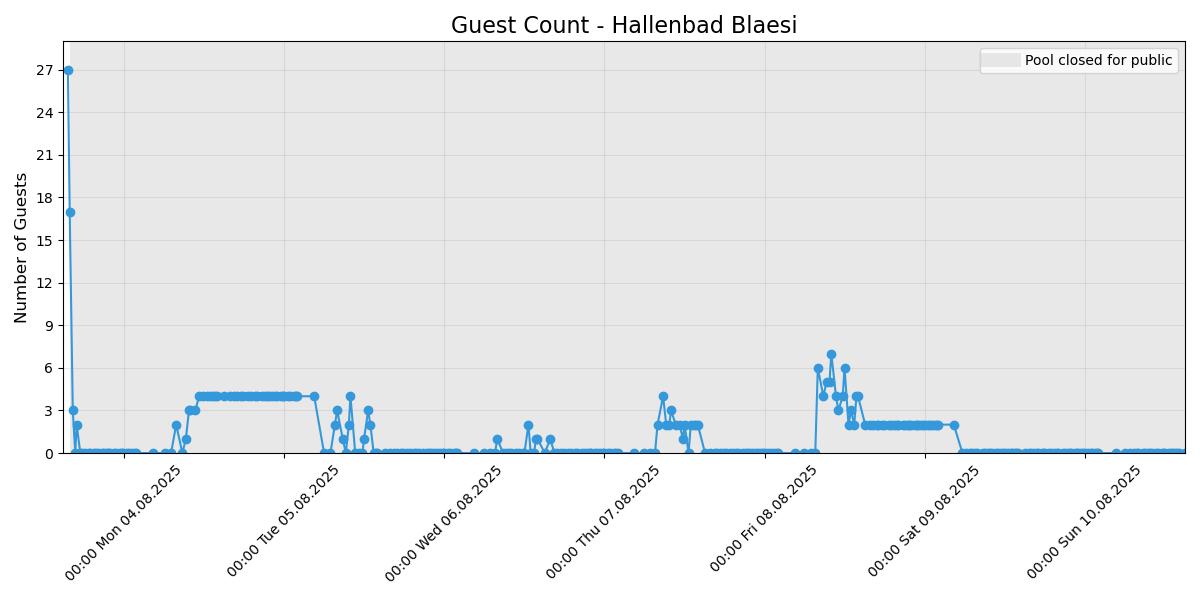 Guest Count - Hallenbad Blaesi
Pool closed for public
Number of Guests
27
24
21
18
15
12
9
6
3
0
00:00 Mon 04.08.2025
00:00 Tue 05.08.2025
00:00 Wed 06.08.2025
00:00 Thu 07.08.2025
00:00 Fri 08.08.2025
00:00 Sat 09.08.2025
00:00 Sun 10.08.2025